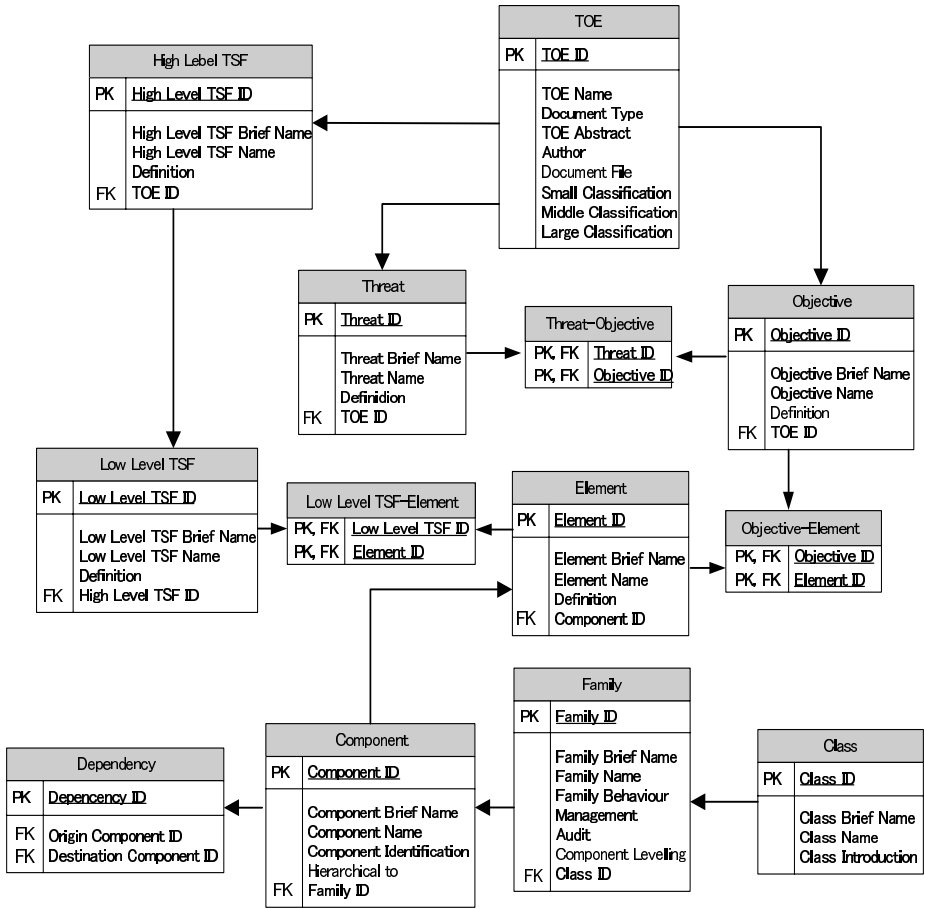 TOE
PK TOE ID
TOE Name
Document Type
TOE Abstract
Author
Document File
Small Classification
Middle Classification
Large Classification
High Lebel TSF
PK High Level TSF ID
High Level TSF Brief Name
High Level TSF Name
Definition
FK TOE ID
Threat
PK Threat ID
Threat Brief Name
Threat Name
Definidion
FK TOE ID
Threat-Objective
PK, FK Threat ID
PK, FK Objective ID
Objective
PK Objective ID
Objective Brief Name
Objective Name
Definition
FK TOE ID
Low Level TSF
PK Low Level TSF ID
Low Level TSF Brief Name
Low Level TSF Name
Definition
FK High Level TSF ID
Low Level TSF-Element
PK, FK Low Level TSF ID
PK, FK Element ID
Element
PK Element ID
Element Brief Name
Element Name
Definition
FK Component ID
Objective-Element
PK, FK Objective ID
PK, FK Element ID
Dependency
PK Depencency ID
FK Origin Component ID
FK Destination Component ID
Component
PK Component ID
Component Brief Name
Component Name
Component Identification
Hierarchical to
FK Family ID
Family
PK Family ID
Family Brief Name
Family Name
Family Behaviour
Management
Audit
Component Levelling
FK Class ID
Class
PK Class ID
Class Brief Name
Class Name
Class Introduction